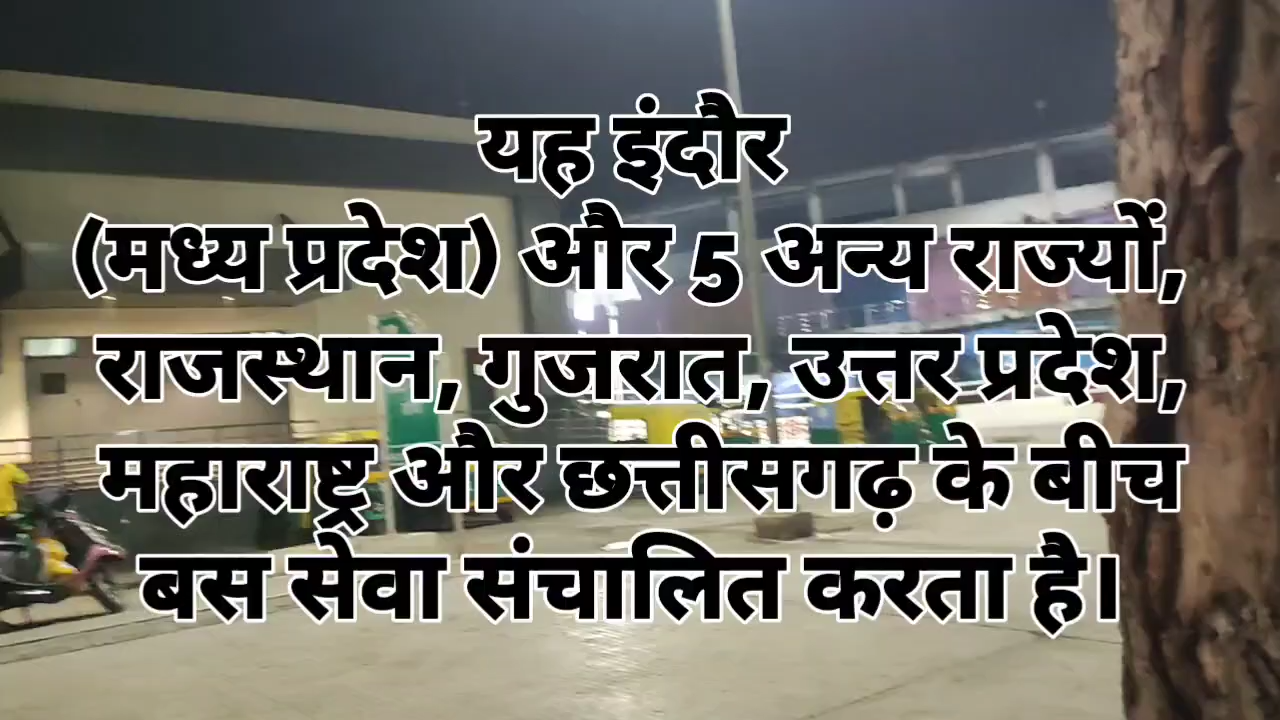 यह इंदौर
(मध्य प्रदेश) और 5 अन्य राज्यों,
राजस्थान, गुजरात, उत्तर प्रदेश,
महाराष्ट्र और छत्तीसगढ़ के बीच
बस सेवा संचालित करता है।